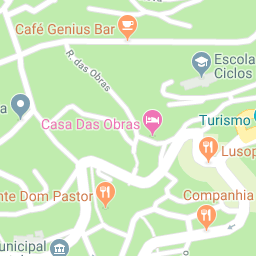 Café Genius Bar
Escola
Ciclos
R. das Obras
a
Casa Das Obras
Turismo
Lusop
nte Dom Pastor
Companhia
unicipal